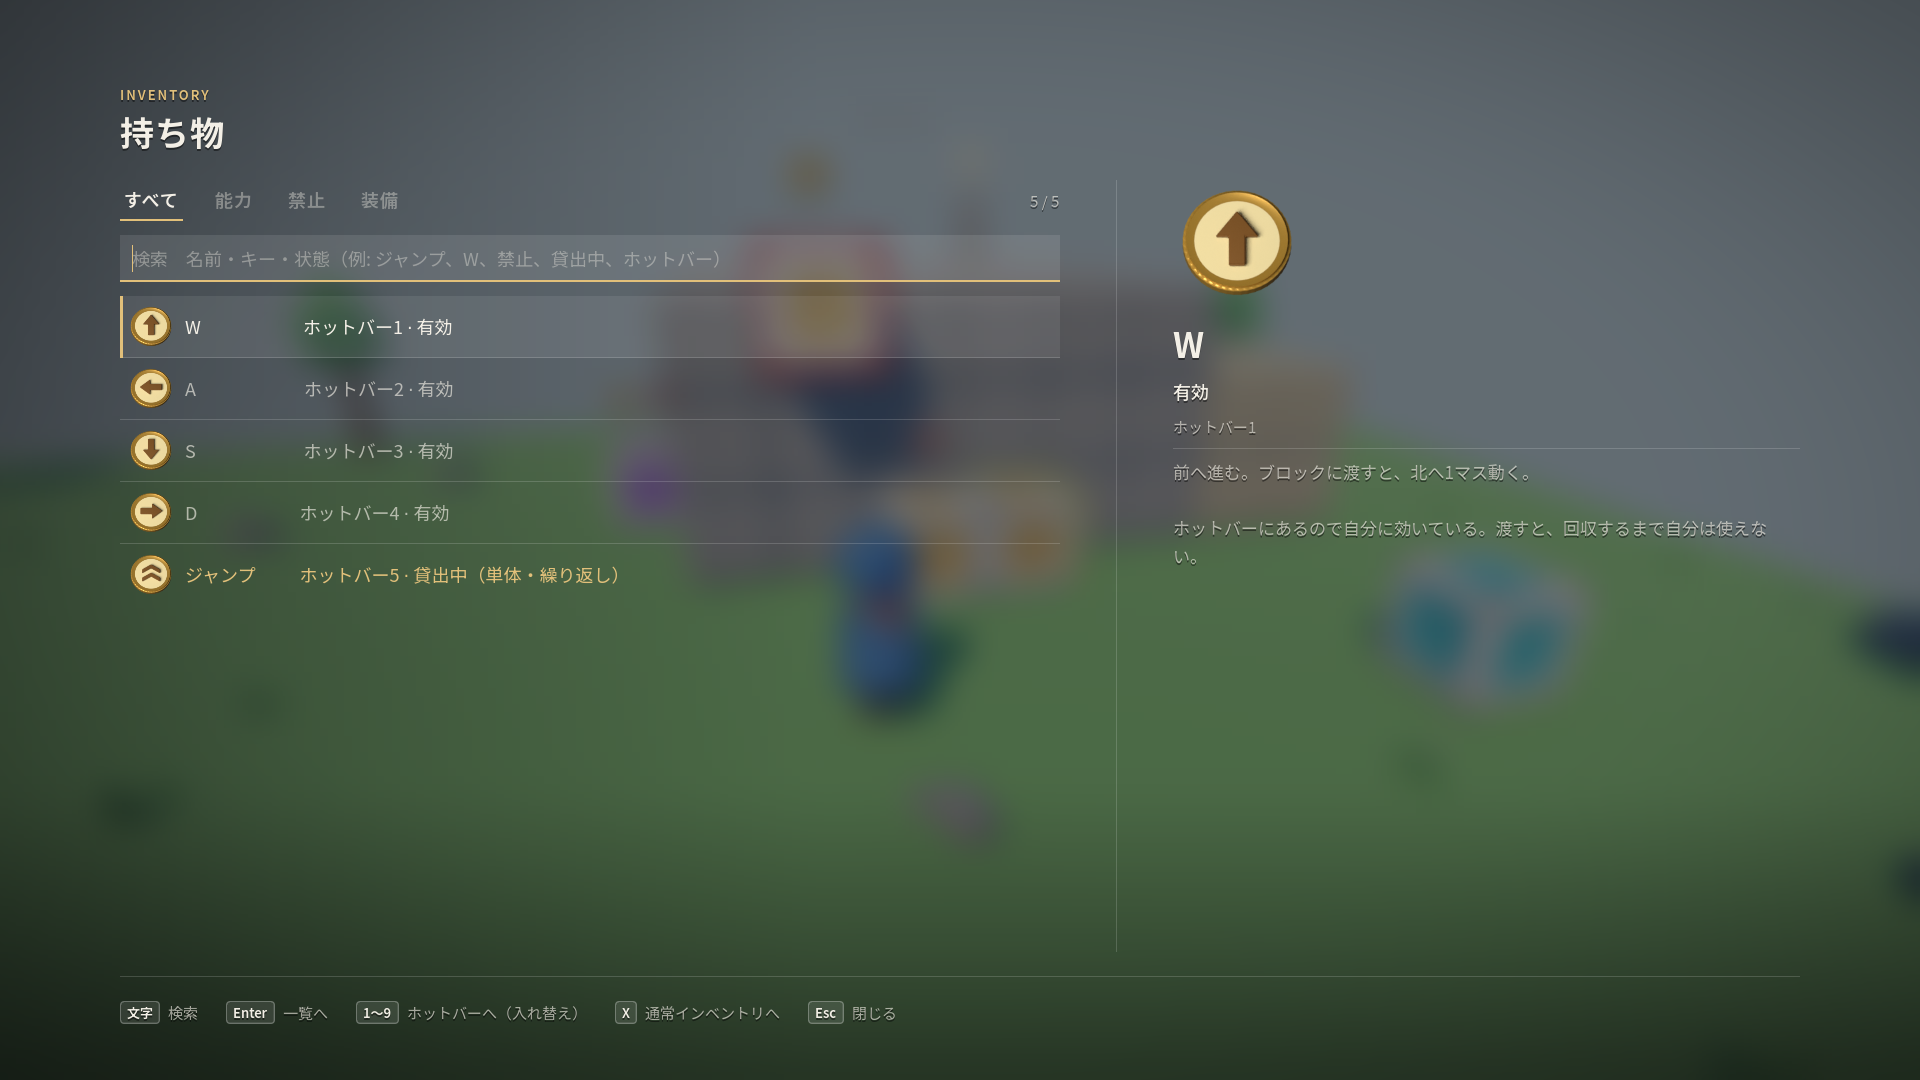 INVENTORY
持ち物
すべて 能力 禁止 装備 5 / 5
検索 名前・キー・状態（例: ジャンプ、W、禁止、貸出中、ホットバー）
W ホットバー1 · 有効
A ホットバー2 · 有効
S ホットバー3 · 有効
D ホットバー4 · 有効
ジャンプ ホットバー5 · 貸出中（単体・繰り返し）
W
有効
ホットバー1
前へ進む。ブロックに渡すと、北へ1マス動く。
ホットバーにあるので自分に効いている。渡すと、回収するまで自分は使えな
い。
文字 検索 Enter 一覧へ 1〜9 ホットバーへ（入れ替え） X 通常インベントリへ Esc 閉じる